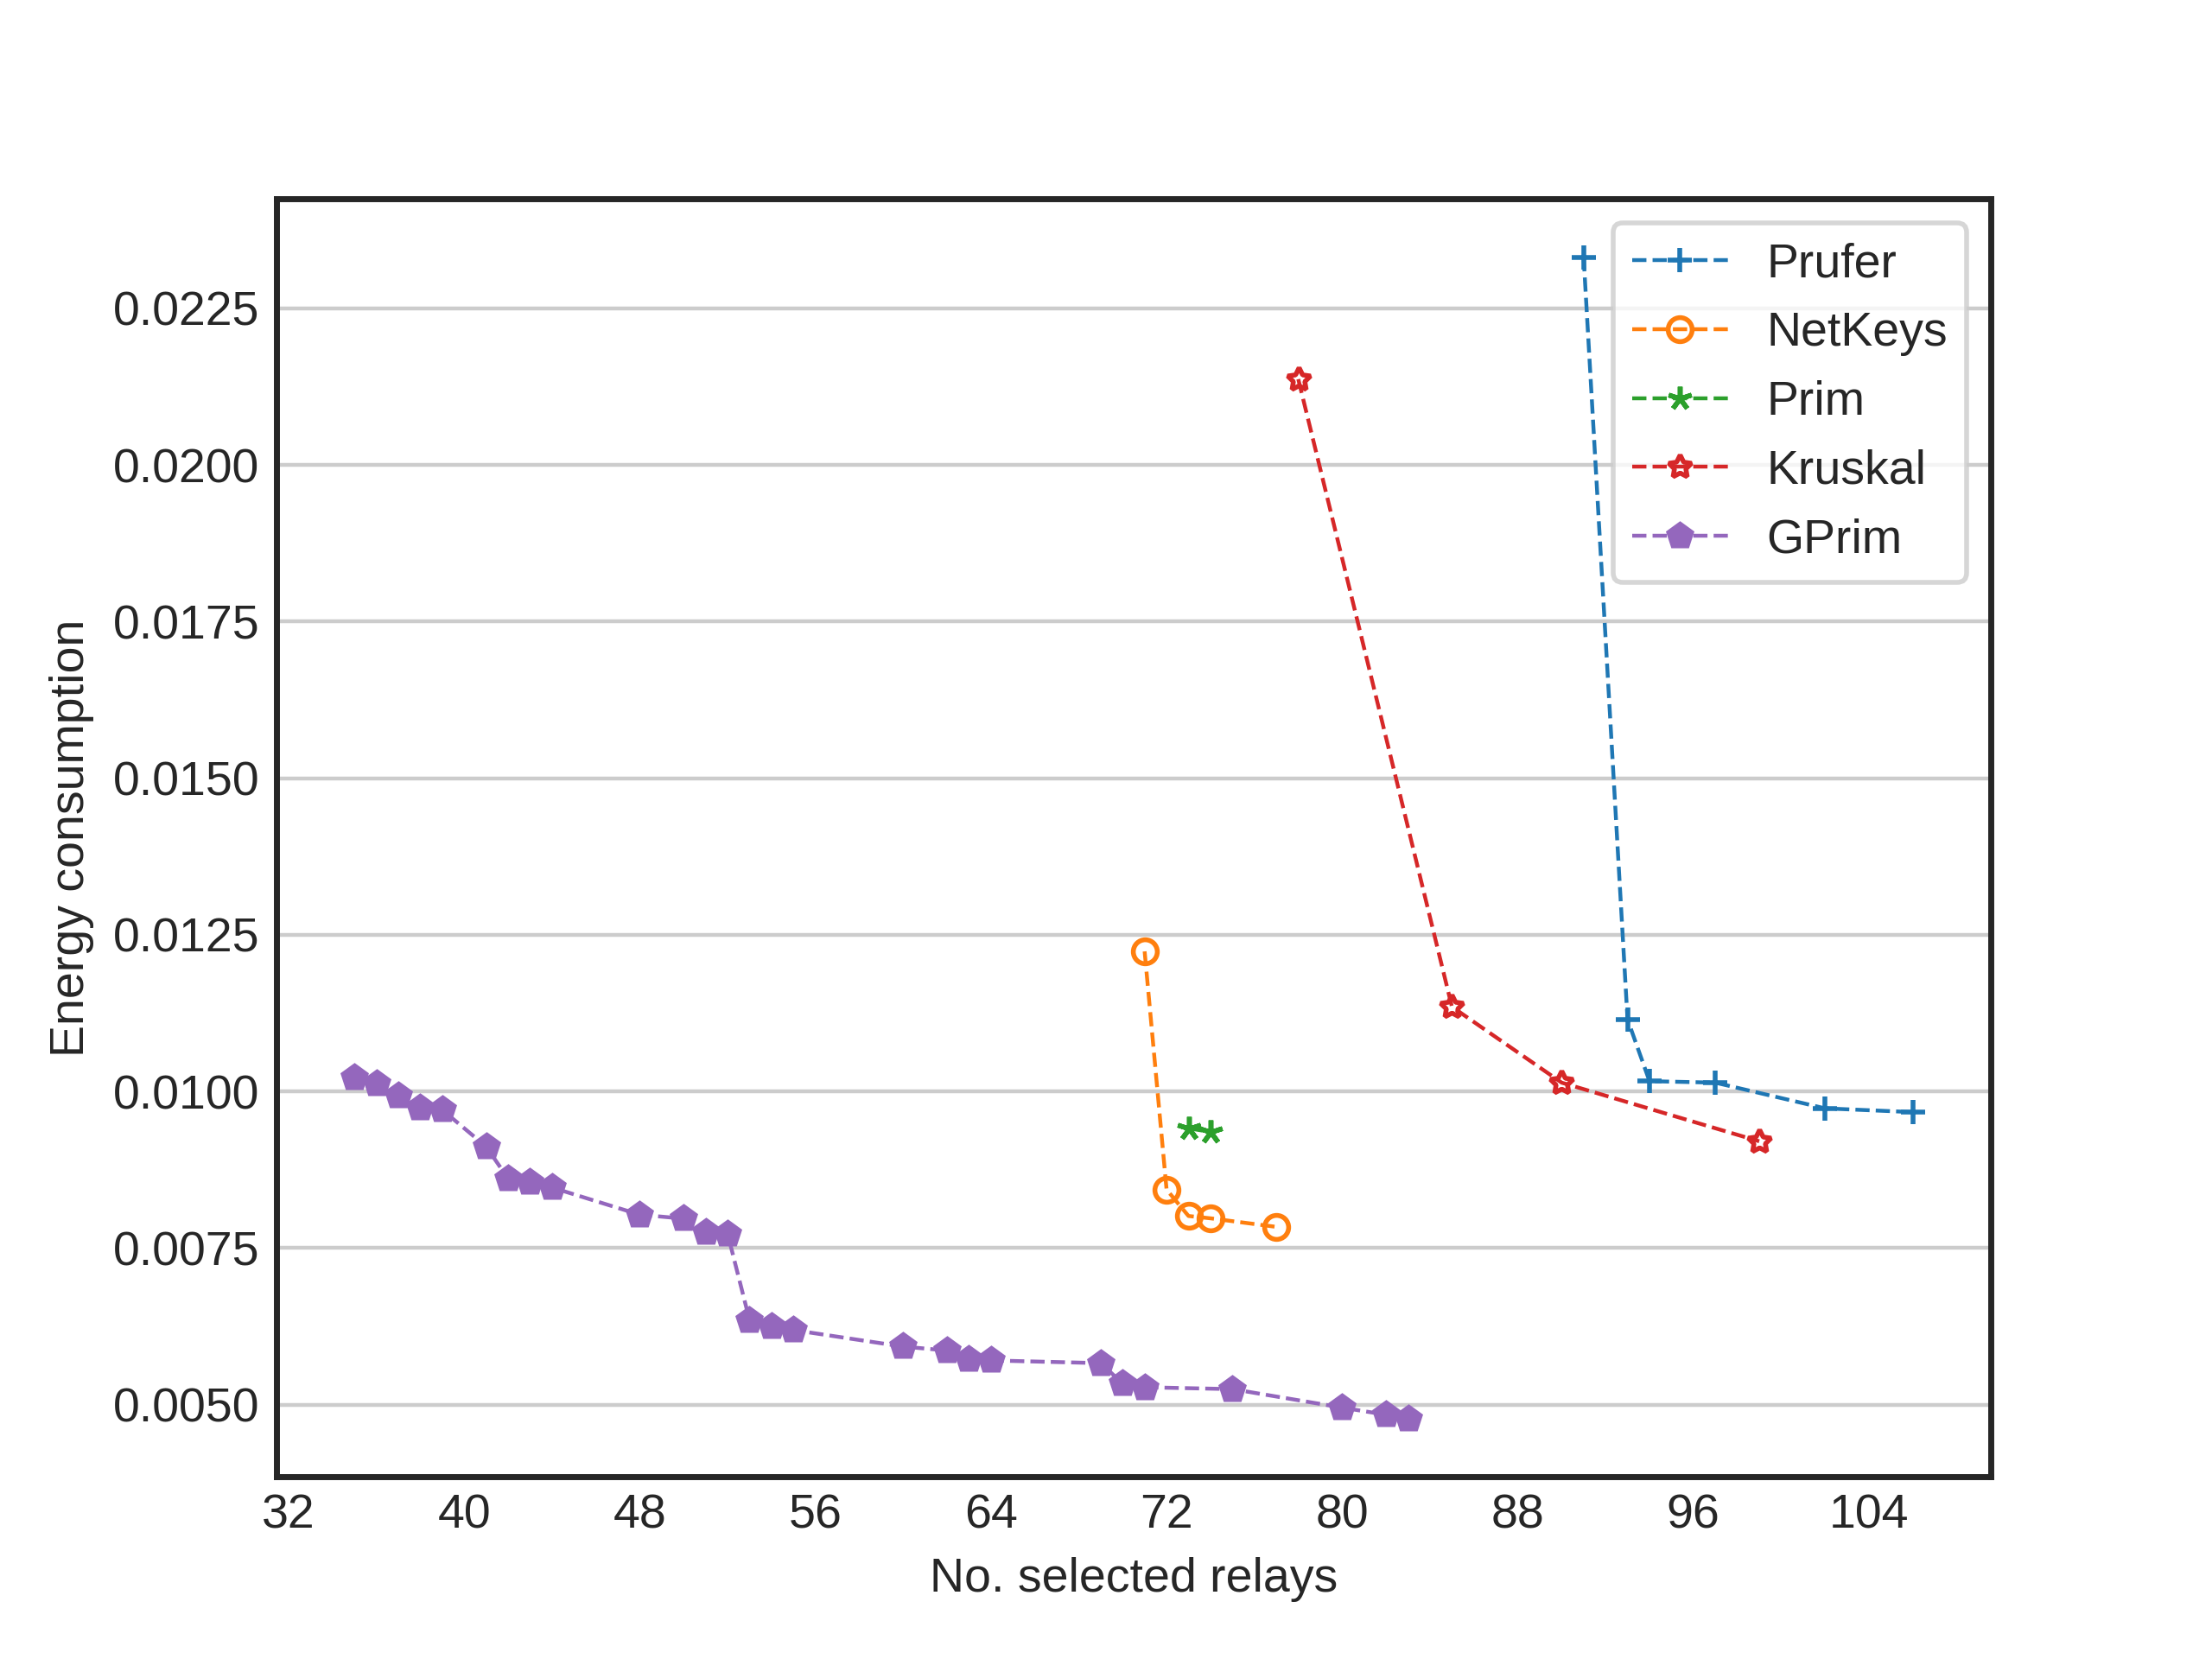 Prufer
NetKeys
Prim
Kruskal
GPrim
0.0225
0.0200
0.0175
0.0150
0.0125
0.0100
0.0075
0.0050
Energy consumption
32 40 48 56 64 72 80 88 96 104
No. selected relays